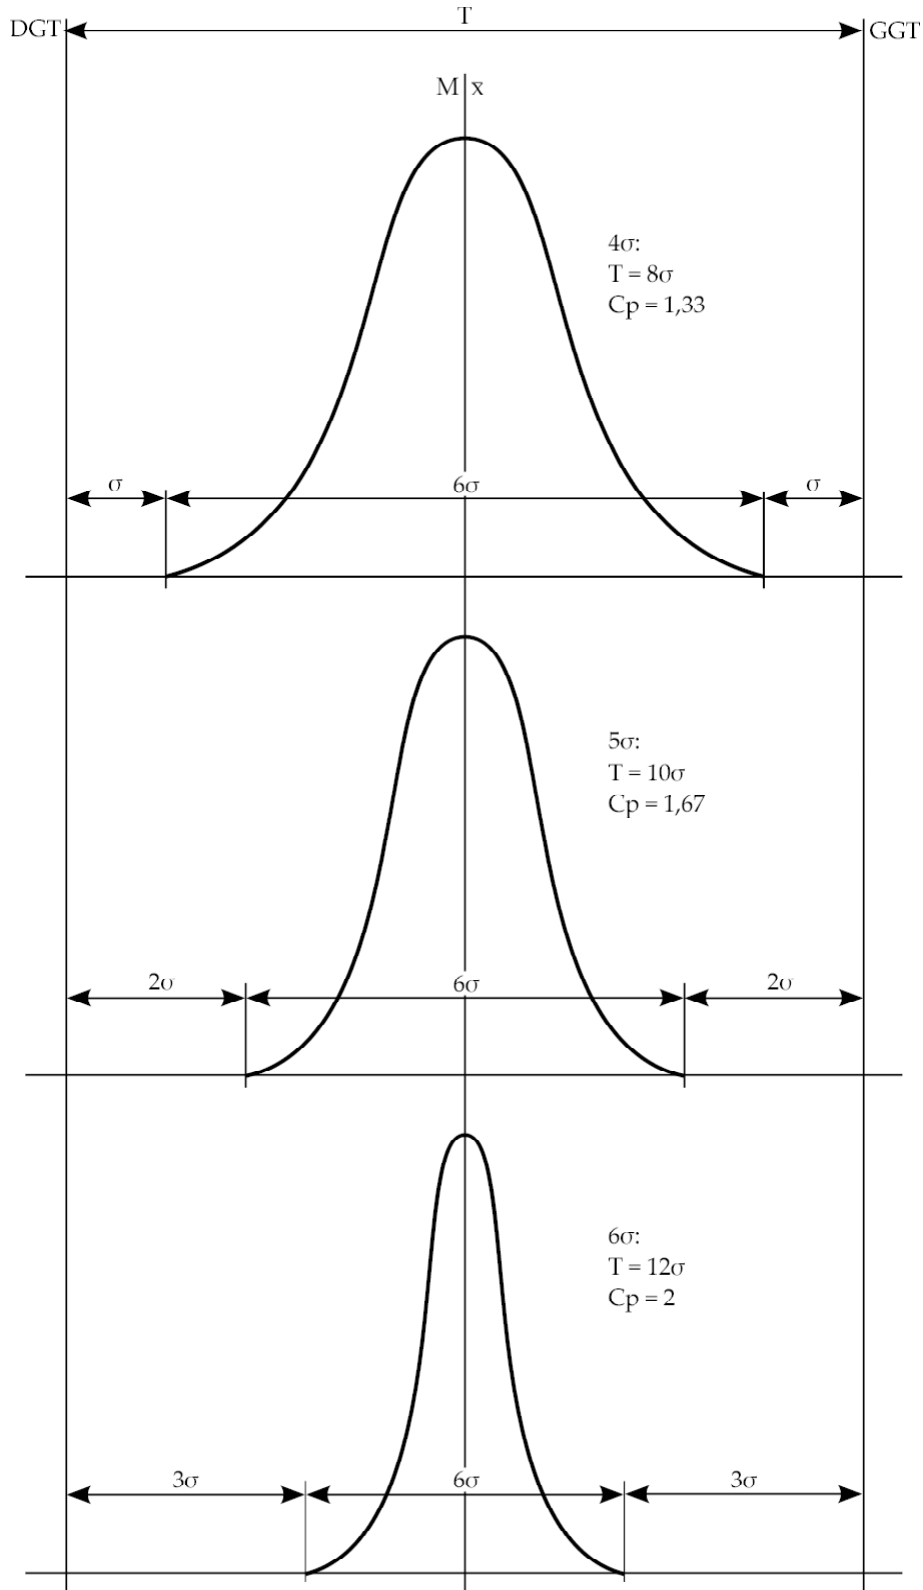 T
DGT
GGT
M x̄
4σ:
T = 8σ
Cp = 1,33
σ
6σ
σ
5σ:
T = 10σ
Cp = 1,67
2σ
6σ
2σ
6σ:
T = 12σ
Cp = 2
3σ
6σ
3σ